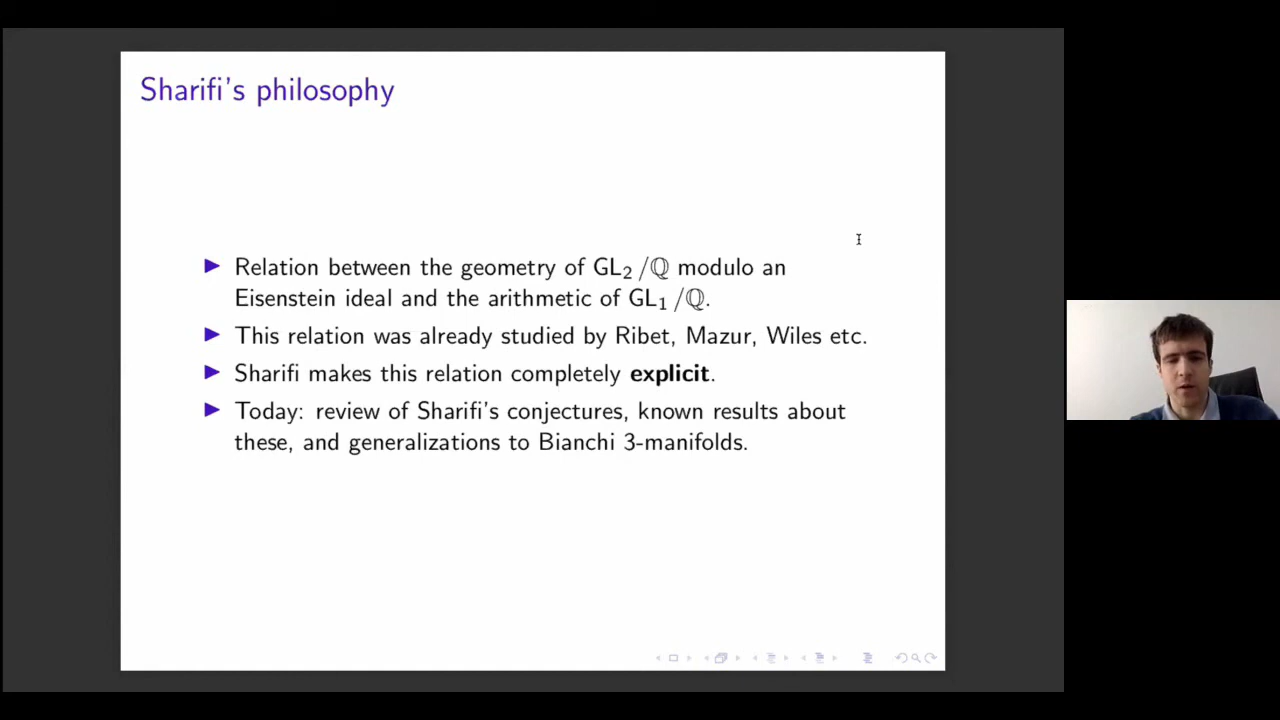 Sharifi's philosophy
▶ Relation between the geometry of GL₂ /ℚ modulo an
Eisenstein ideal and the arithmetic of GL₁ /ℚ.
▶ This relation was already studied by Ribet, Mazur, Wiles etc.
▶ Sharifi makes this relation completely explicit.
▶ Today: review of Sharifi's conjectures, known results about
these, and generalizations to Bianchi 3-manifolds.